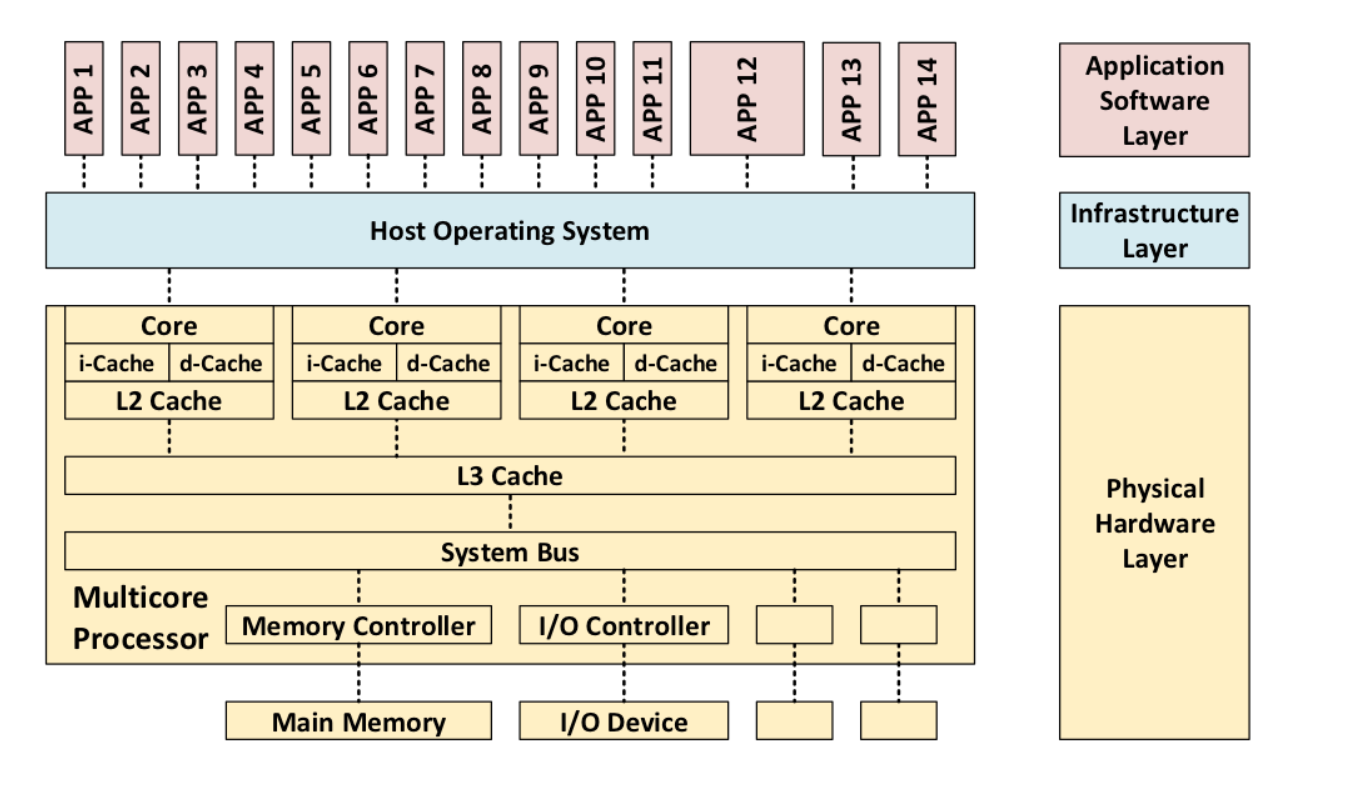 APP 1
APP 2
APP 3
APP 4
APP 5
APP 6
APP 7
APP 8
APP 9
APP 10
APP 11
APP 12
APP 13
APP 14
Application
Software
Layer
Host Operating System
Infrastructure
Layer
Core
i-Cache
d-Cache
L2 Cache
Core
i-Cache
d-Cache
L2 Cache
Core
i-Cache
d-Cache
L2 Cache
Core
i-Cache
d-Cache
L2 Cache
L3 Cache
System Bus
Multicore
Processor
Memory Controller
I/O Controller
Main Memory
I/O Device
Physical
Hardware
Layer